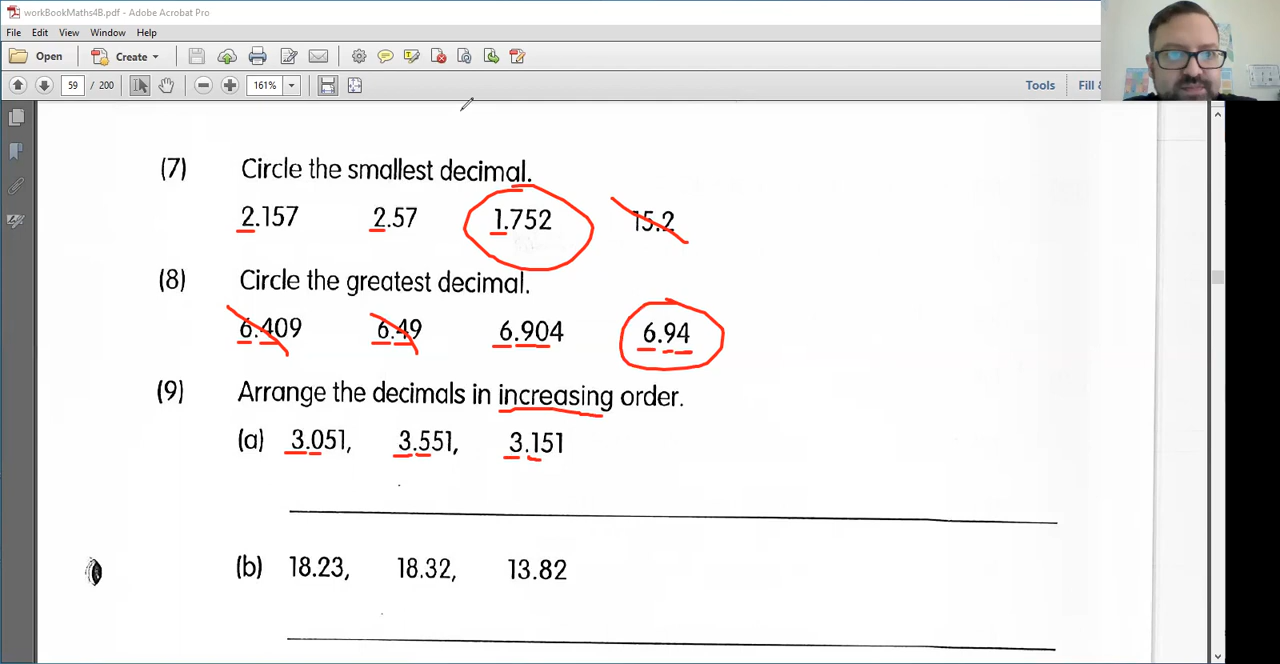 workBookMaths4B.pdf - Adobe Acrobat Pro
File Edit View Window Help
Open Create
59 / 200 161% Tools Fill &
(7) Circle the smallest decimal.
2.157 2.57 1.752 15.2
(8) Circle the greatest decimal.
6.409 6.49 6.904 6.94
(9) Arrange the decimals in increasing order.
(a) 3.051, 3.551, 3.151
(b) 18.23, 18.32, 13.82